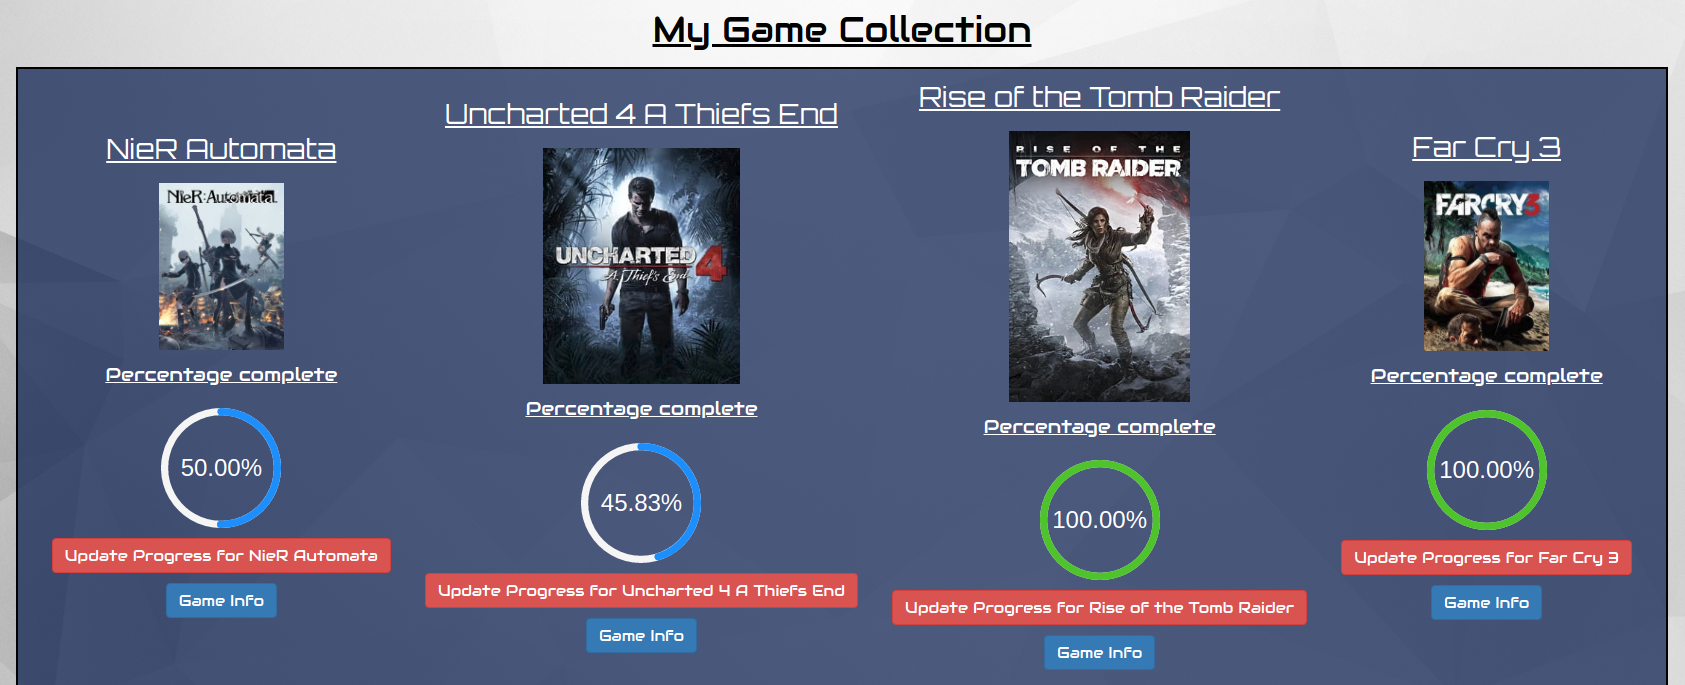 My Game Collection
NieR Automata
NieR:Automata
Percentage complete
50.00%
Update Progress for NieR Automata
Game Info
Uncharted 4 A Thiefs End
UNCHARTED 4
A Thief's End
Percentage complete
45.83%
Update Progress for Uncharted 4 A Thiefs End
Game Info
Rise of the Tomb Raider
RISE OF THE
TOMB RAIDER
Percentage complete
100.00%
Update Progress for Rise of the Tomb Raider
Game Info
Far Cry 3
FARCRY3
Percentage complete
100.00%
Update Progress for Far Cry 3
Game Info